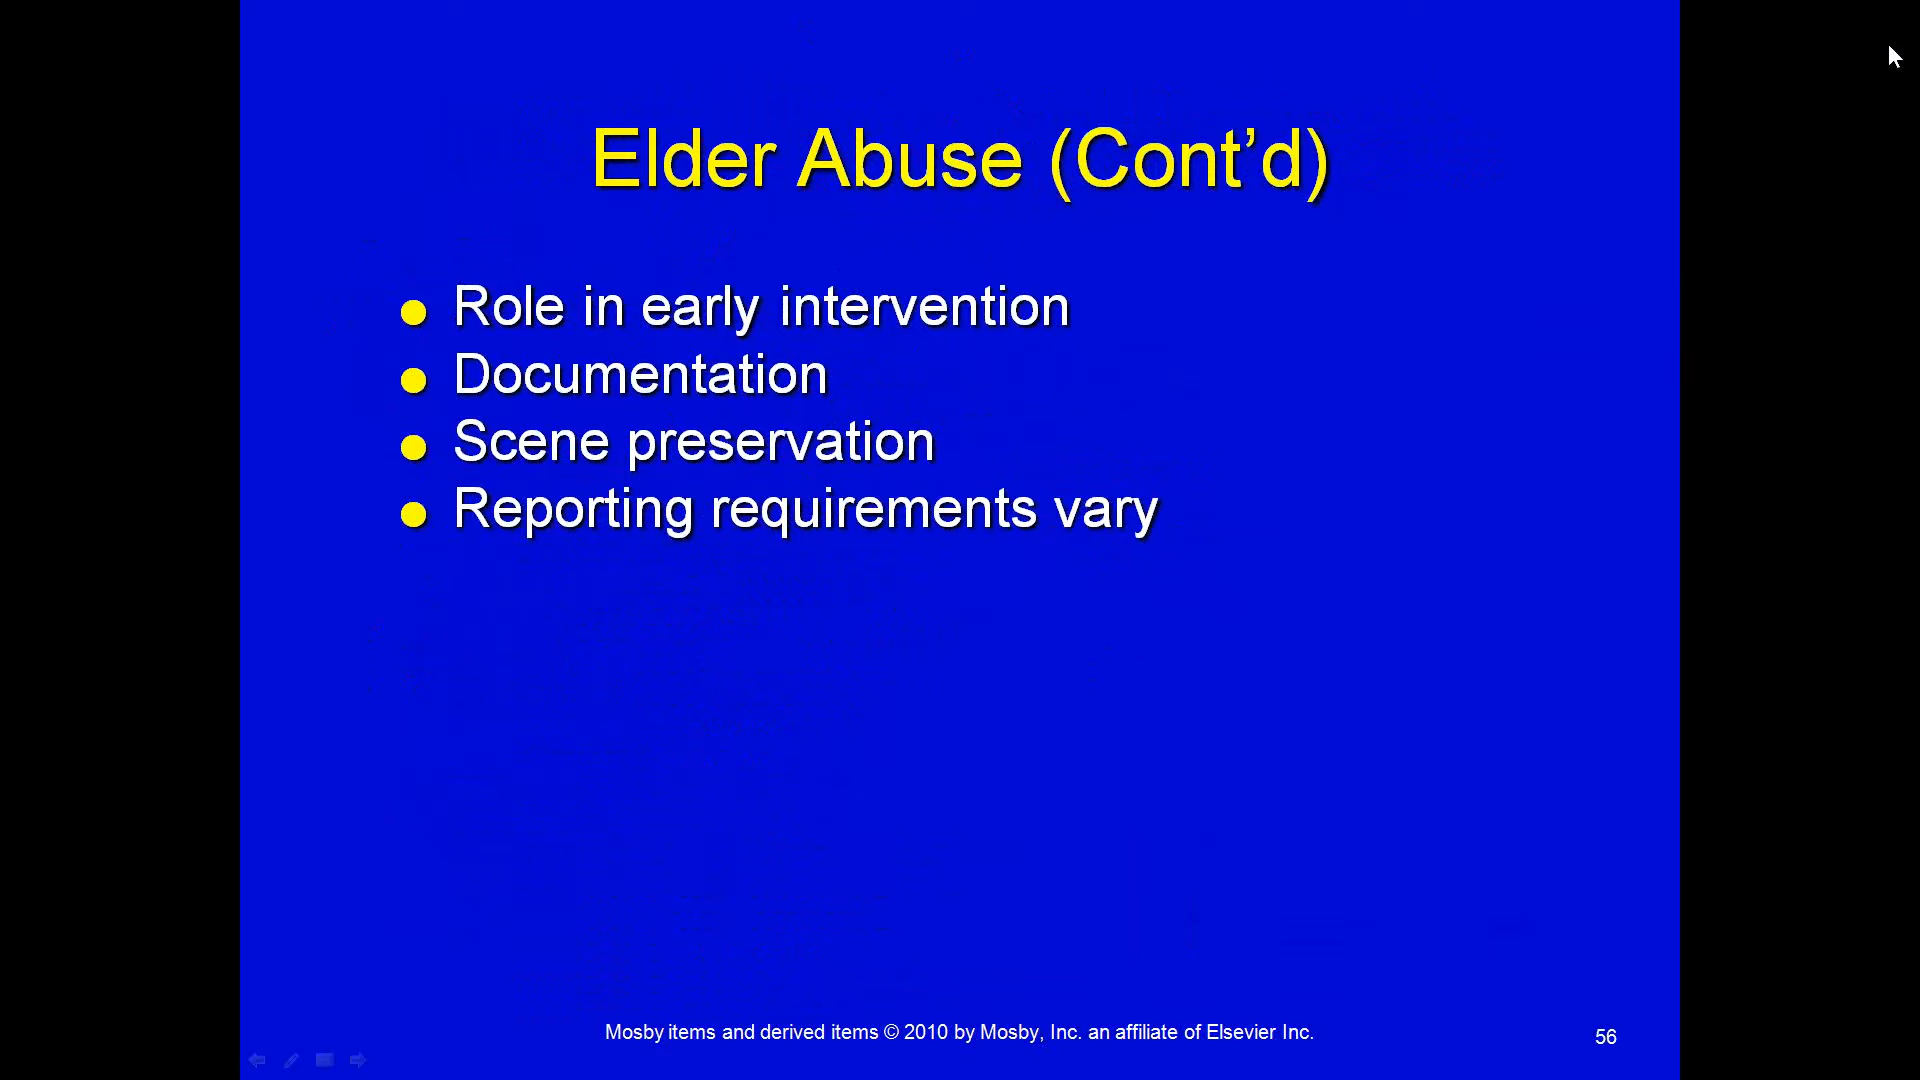 Elder Abuse (Cont’d)
Role in early intervention
Documentation
Scene preservation
Reporting requirements vary
Mosby items and derived items © 2010 by Mosby, Inc. an affiliate of Elsevier Inc.
56